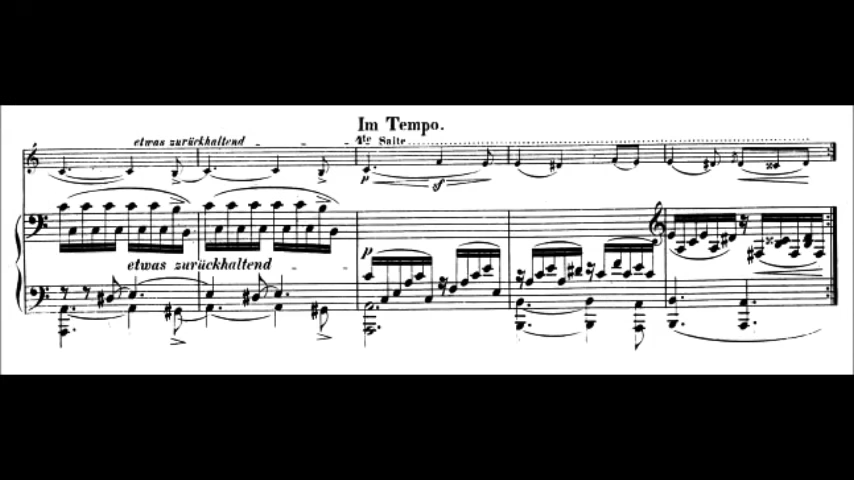 Im Tempo.
etwas zurückhaltend
4te Saite
p
sf
etwas zurückhaltend
p